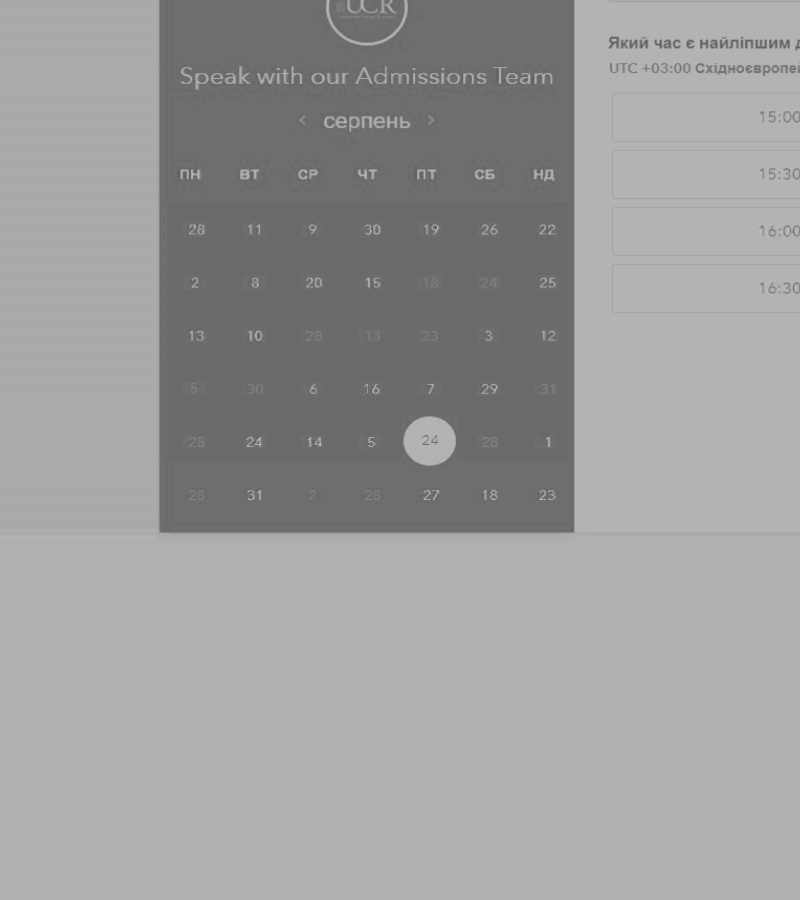 UCR
Speak with our Admissions Team
‹ серпень ›
ПН ВТ СР ЧТ ПТ СБ НД
28 11 9 30 19 26 22
2 8 20 15 18 24 25
13 10 28 13 23 3 12
5 30 6 16 7 29 31
28 24 14 5 24 28 1
28 31 2 28 27 18 23
Який час є найліпшим д
UTC +03:00 Східноєвропей
15:00
15:30
16:00
16:30